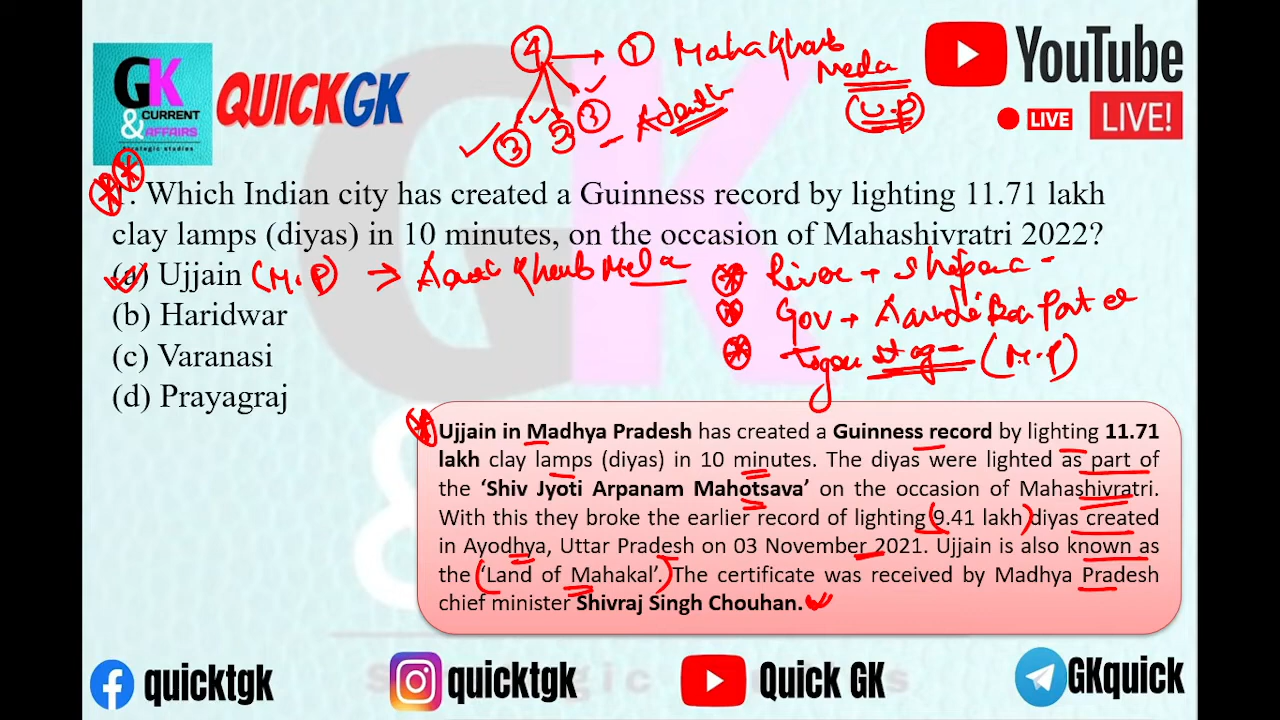 GK
CURRENT
& AFFAIRS
Strategic studies
QUICKGK
4
1
3
3
3
(U.P)
YouTube
LIVE
LIVE!
1. Which Indian city has created a Guinness record by lighting 11.71 lakh
clay lamps (diyas) in 10 minutes, on the occasion of Mahashivratri 2022?
(a) Ujjain (M.P) →
(b) Haridwar
(c) Varanasi
(d) Prayagraj
River →
Gov →
(M.P)
Ujjain in Madhya Pradesh has created a Guinness record by lighting 11.71
lakh clay lamps (diyas) in 10 minutes. The diyas were lighted as part of
the ‘Shiv Jyoti Arpanam Mahotsava’ on the occasion of Mahashivratri.
With this they broke the earlier record of lighting 9.41 lakh diyas created
in Ayodhya, Uttar Pradesh on 03 November 2021. Ujjain is also known as
the ‘Land of Mahakal’. The certificate was received by Madhya Pradesh
chief minister Shivraj Singh Chouhan.
quicktgk
quicktgk
Quick GK
GKquick